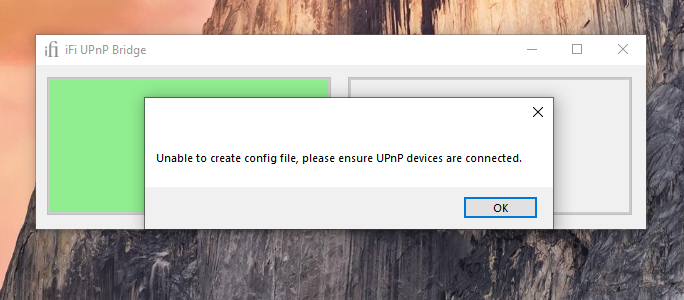 ifi iFi UPnP Bridge
Unable to create config file, please ensure UPnP devices are connected.
OK